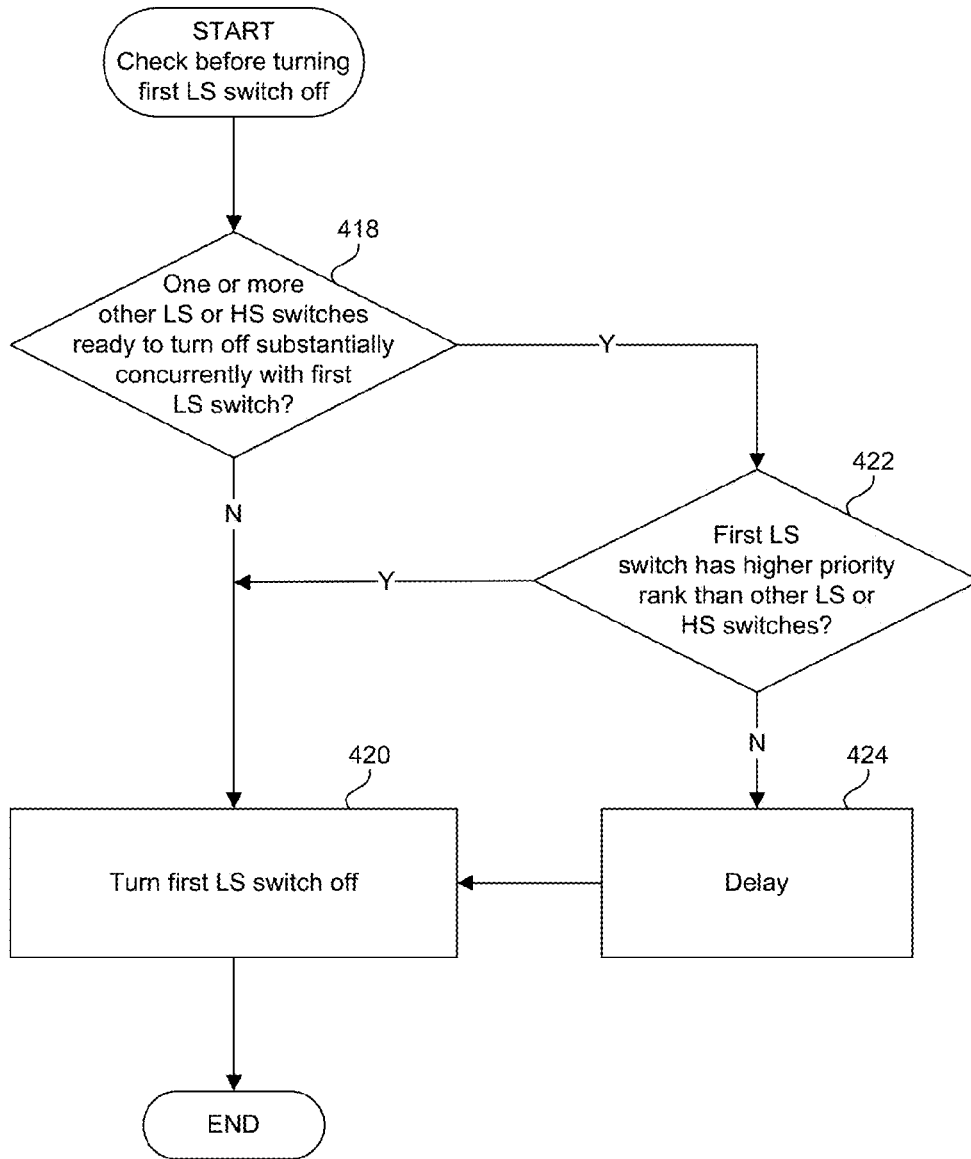 START
Check before turning
first LS switch off
418
One or more
other LS or HS switches
ready to turn off substantially
concurrently with first
LS switch?
Y
N
422
First LS
switch has higher priority
rank than other LS or
HS switches?
Y
N
420
Turn first LS switch off
424
Delay
END